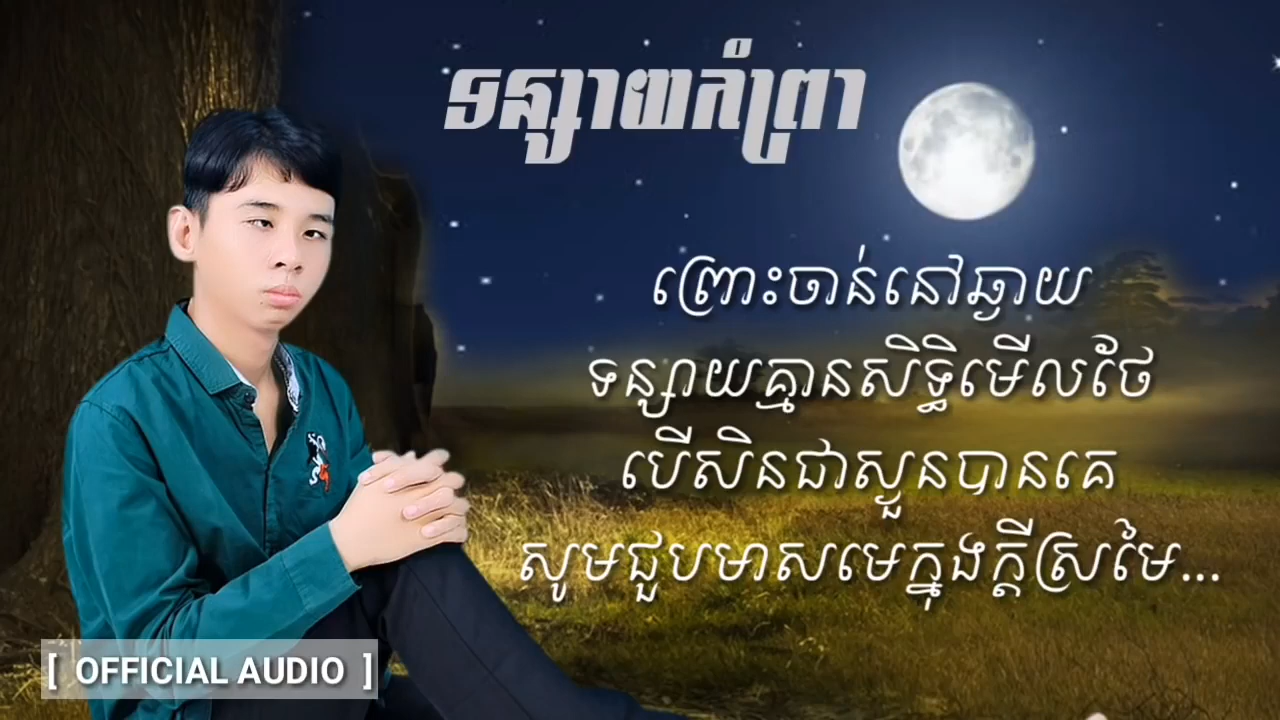 ទន្សាយកំព្រា
ព្រោះចាន់នៅឆ្ងាយ
ទន្សាយគ្មានសិទ្ធិមើលថែ
បើសិនជាស្ងួនបានគេ
សូមជួបមាសមេក្នុងក្ដីស្រមៃ...
[ OFFICIAL AUDIO ]